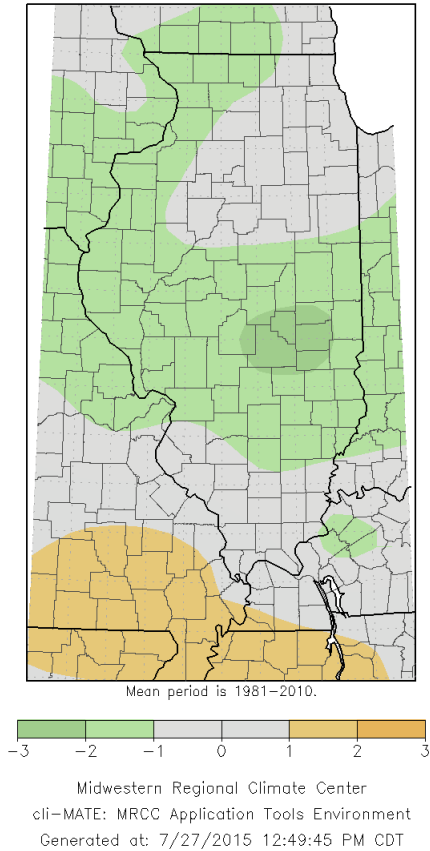 Mean period is 1981-2010.
-3 -2 -1 0 1 2 3
Midwestern Regional Climate Center
cli-MATE: MRCC Application Tools Environment
Generated at: 7/27/2015 12:49:45 PM CDT